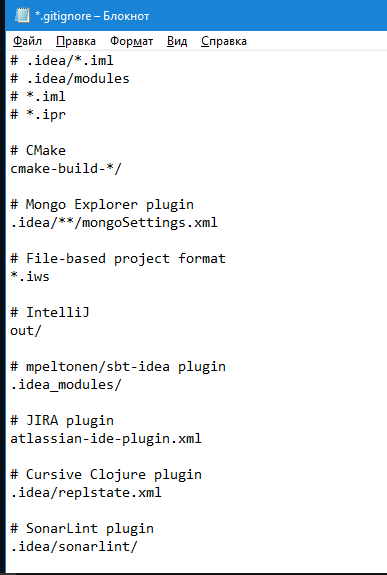 *.gitignore – Блокнот
Файл Правка Формат Вид Справка
# .idea/*.iml
# .idea/modules
# *.iml
# *.ipr
# CMake
cmake-build-*/
# Mongo Explorer plugin
.idea/**/mongoSettings.xml
# File-based project format
*.iws
# IntelliJ
out/
# mpeltonen/sbt-idea plugin
.idea_modules/
# JIRA plugin
atlassian-ide-plugin.xml
# Cursive Clojure plugin
.idea/replstate.xml
# SonarLint plugin
.idea/sonarlint/